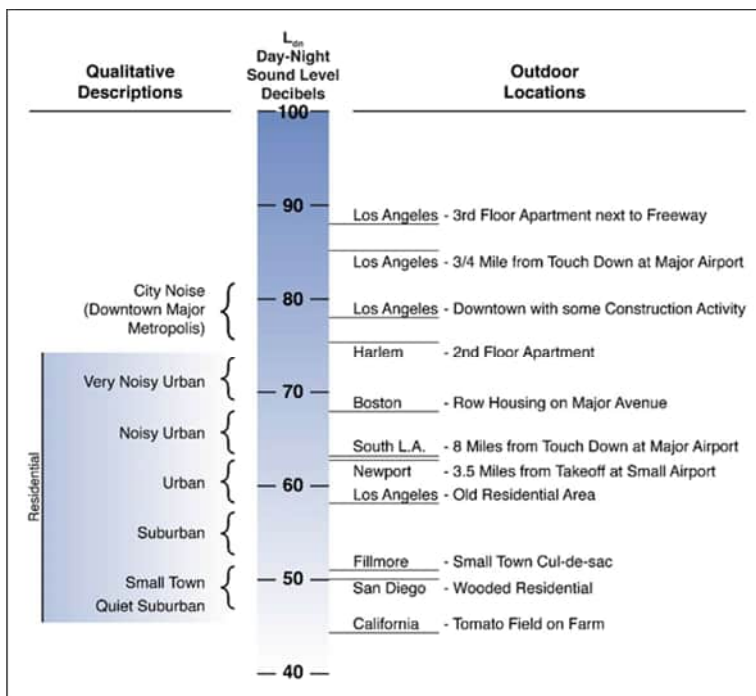 Qualitative
Descriptions
Ldn
Day-Night
Sound Level
Decibels
Outdoor
Locations
100
90
80
70
60
50
40
City Noise
(Downtown Major
Metropolis)
Very Noisy Urban
Noisy Urban
Urban
Suburban
Small Town
Quiet Suburban
Residential
Los Angeles - 3rd Floor Apartment next to Freeway
Los Angeles - 3/4 Mile from Touch Down at Major Airport
Los Angeles - Downtown with some Construction Activity
Harlem - 2nd Floor Apartment
Boston - Row Housing on Major Avenue
South L.A. - 8 Miles from Touch Down at Major Airport
Newport - 3.5 Miles from Takeoff at Small Airport
Los Angeles - Old Residential Area
Fillmore - Small Town Cul-de-sac
San Diego - Wooded Residential
California - Tomato Field on Farm